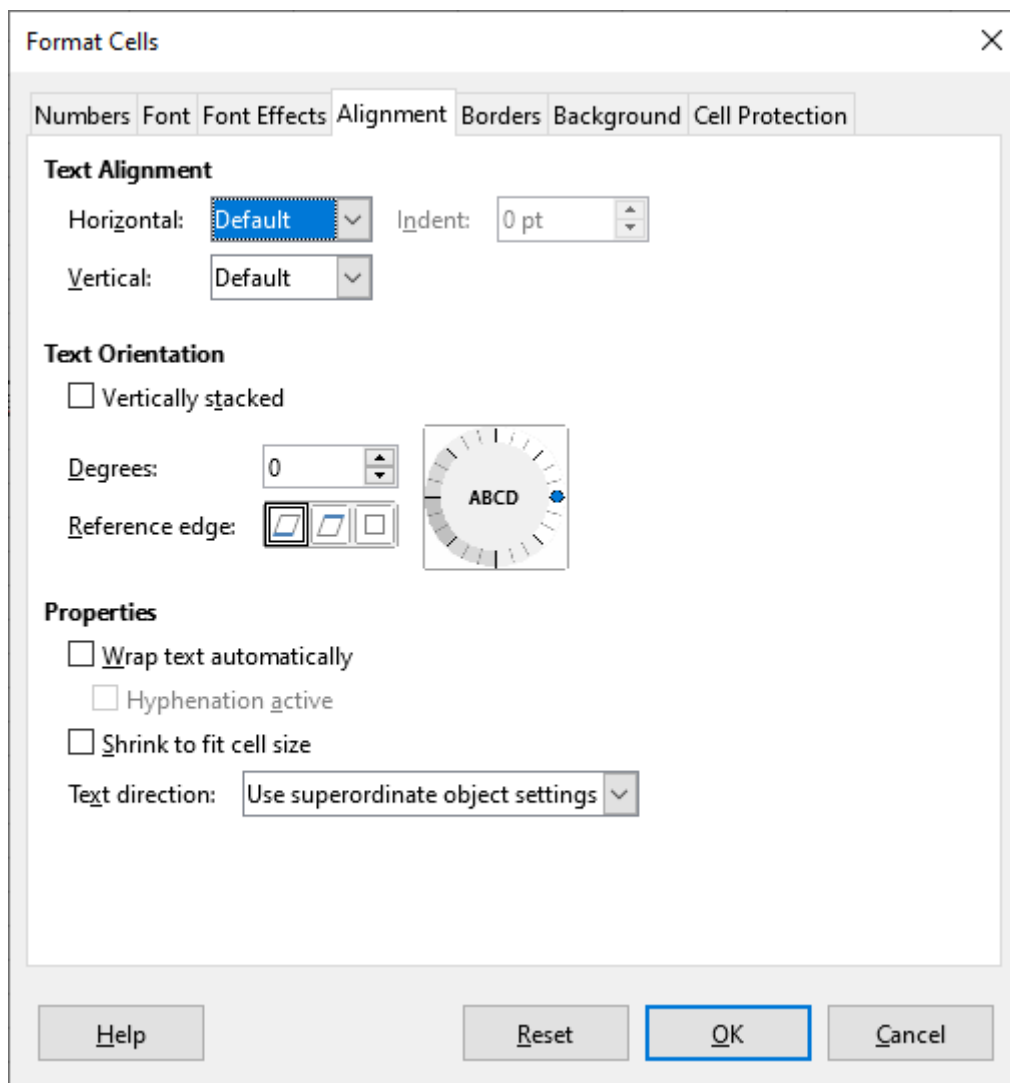 Format Cells
Numbers Font Font Effects Alignment Borders Background Cell Protection
Text Alignment
Horizontal: Default Indent: 0 pt
Vertical: Default
Text Orientation
Vertically stacked
Degrees: 0
ABCD
Reference edge:
Properties
Wrap text automatically
Hyphenation active
Shrink to fit cell size
Text direction: Use superordinate object settings
Help Reset OK Cancel